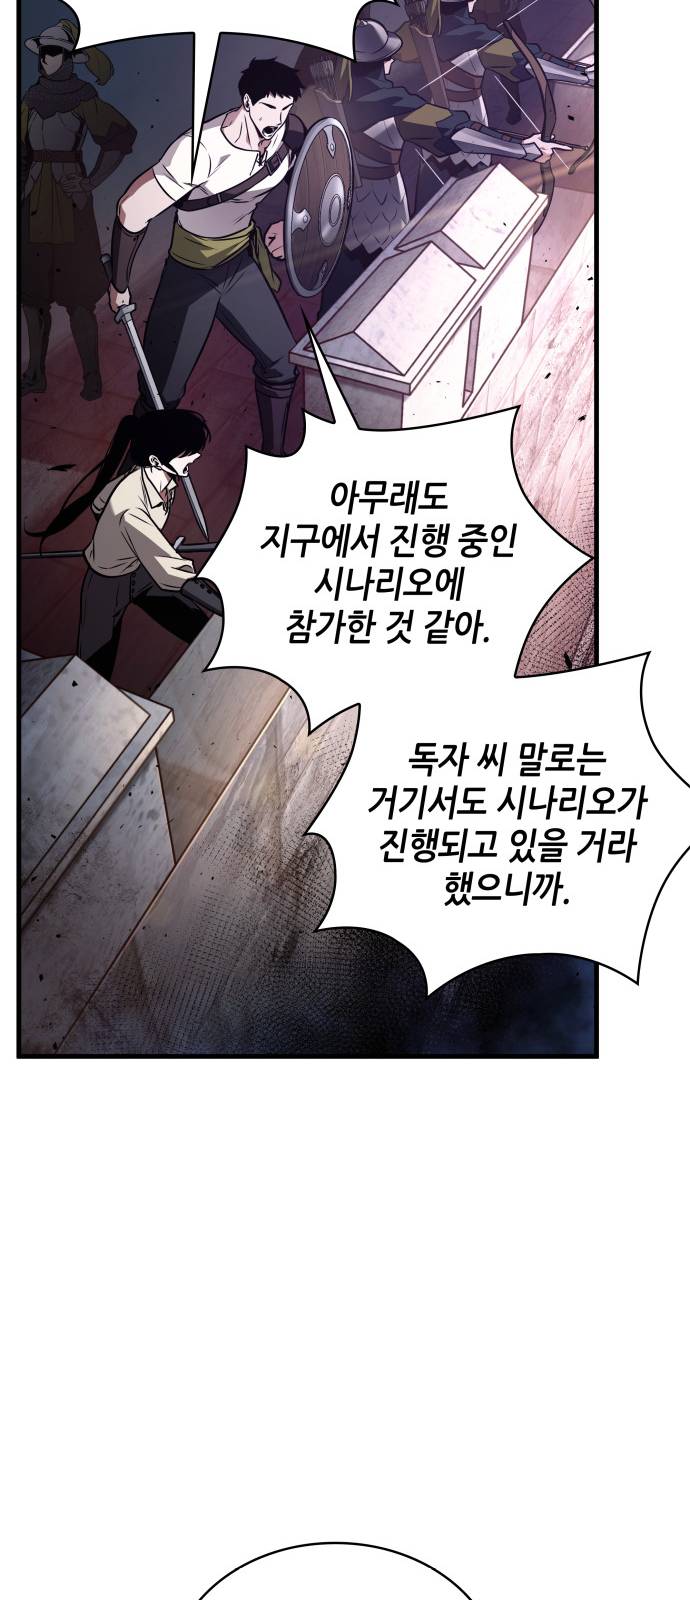 아무래도
지구에서 진행 중인
시나리오에
참가한 것 같아.
독자 씨 말로는
거기서도 시나리오가
진행되고 있을 거라
했으니까.